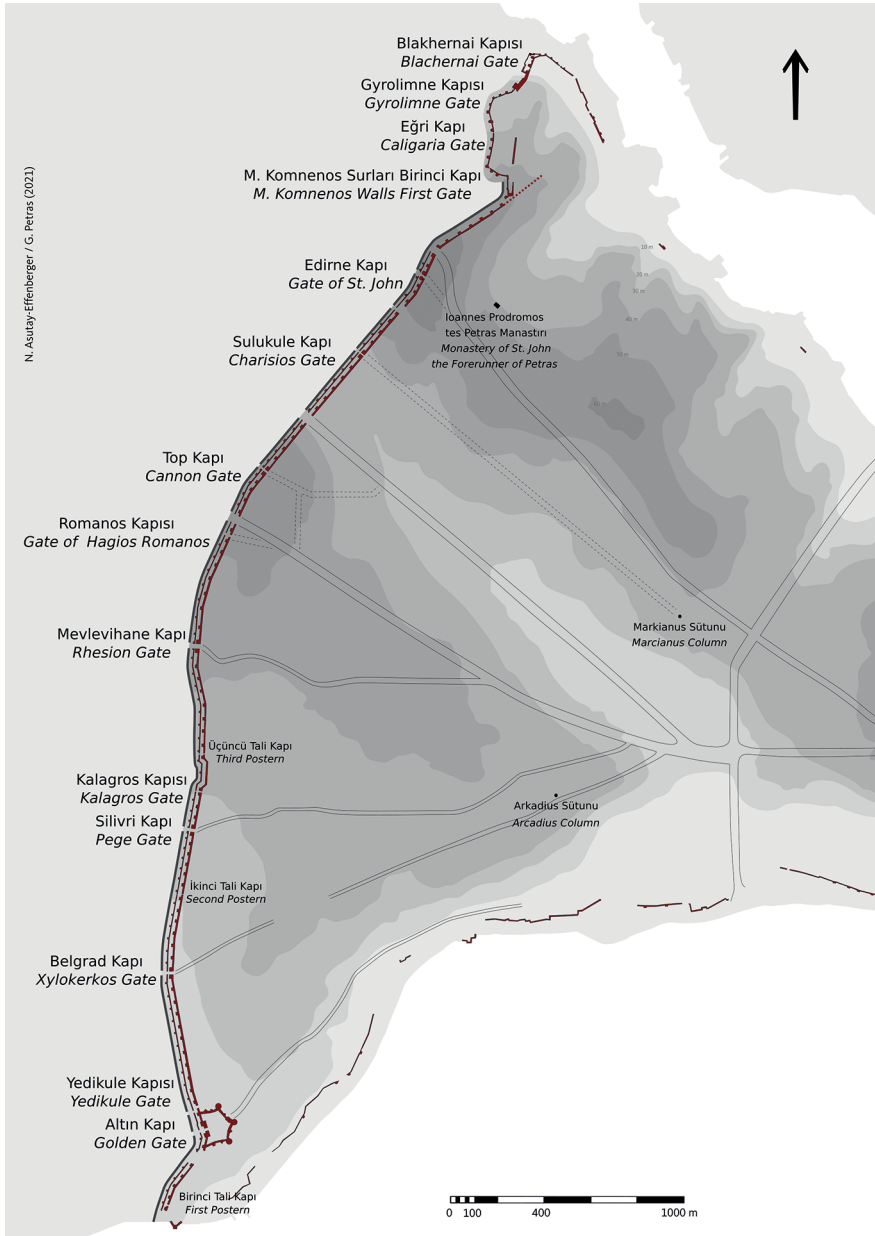 Blakhernai Kapısı
Blachernai Gate
Gyrolimne Kapısı
Gyrolimne Gate
Eğri Kapı
Caligaria Gate
M. Komnenos Surları Birinci Kapı
M. Komnenos Walls First Gate
N. Asutay-Effenberger / G. Petras (2021)
10 m
20 m
30 m
40 m
Edirne Kapı
Gate of St. John
Ioannes Prodromos
tes Petras Manastırı
Monastery of St. John
the Forerunner of Petras
Sulukule Kapı
Charisios Gate
Top Kapı
Cannon Gate
Romanos Kapısı
Gate of Hagios Romanos
Mevlevihane Kapı
Rhesion Gate
Markianus Sütunu
Marcianus Column
Üçüncü Tali Kapı
Third Postern
Kalagros Kapısı
Kalagros Gate
Silivri Kapı
Pege Gate
Arkadius Sütunu
Arcadius Column
İkinci Tali Kapı
Second Postern
Belgrad Kapı
Xylokerkos Gate
Yedikule Kapısı
Yedikule Gate
Altın Kapı
Golden Gate
Birinci Tali Kapı
First Postern
0 100 400 1000 m